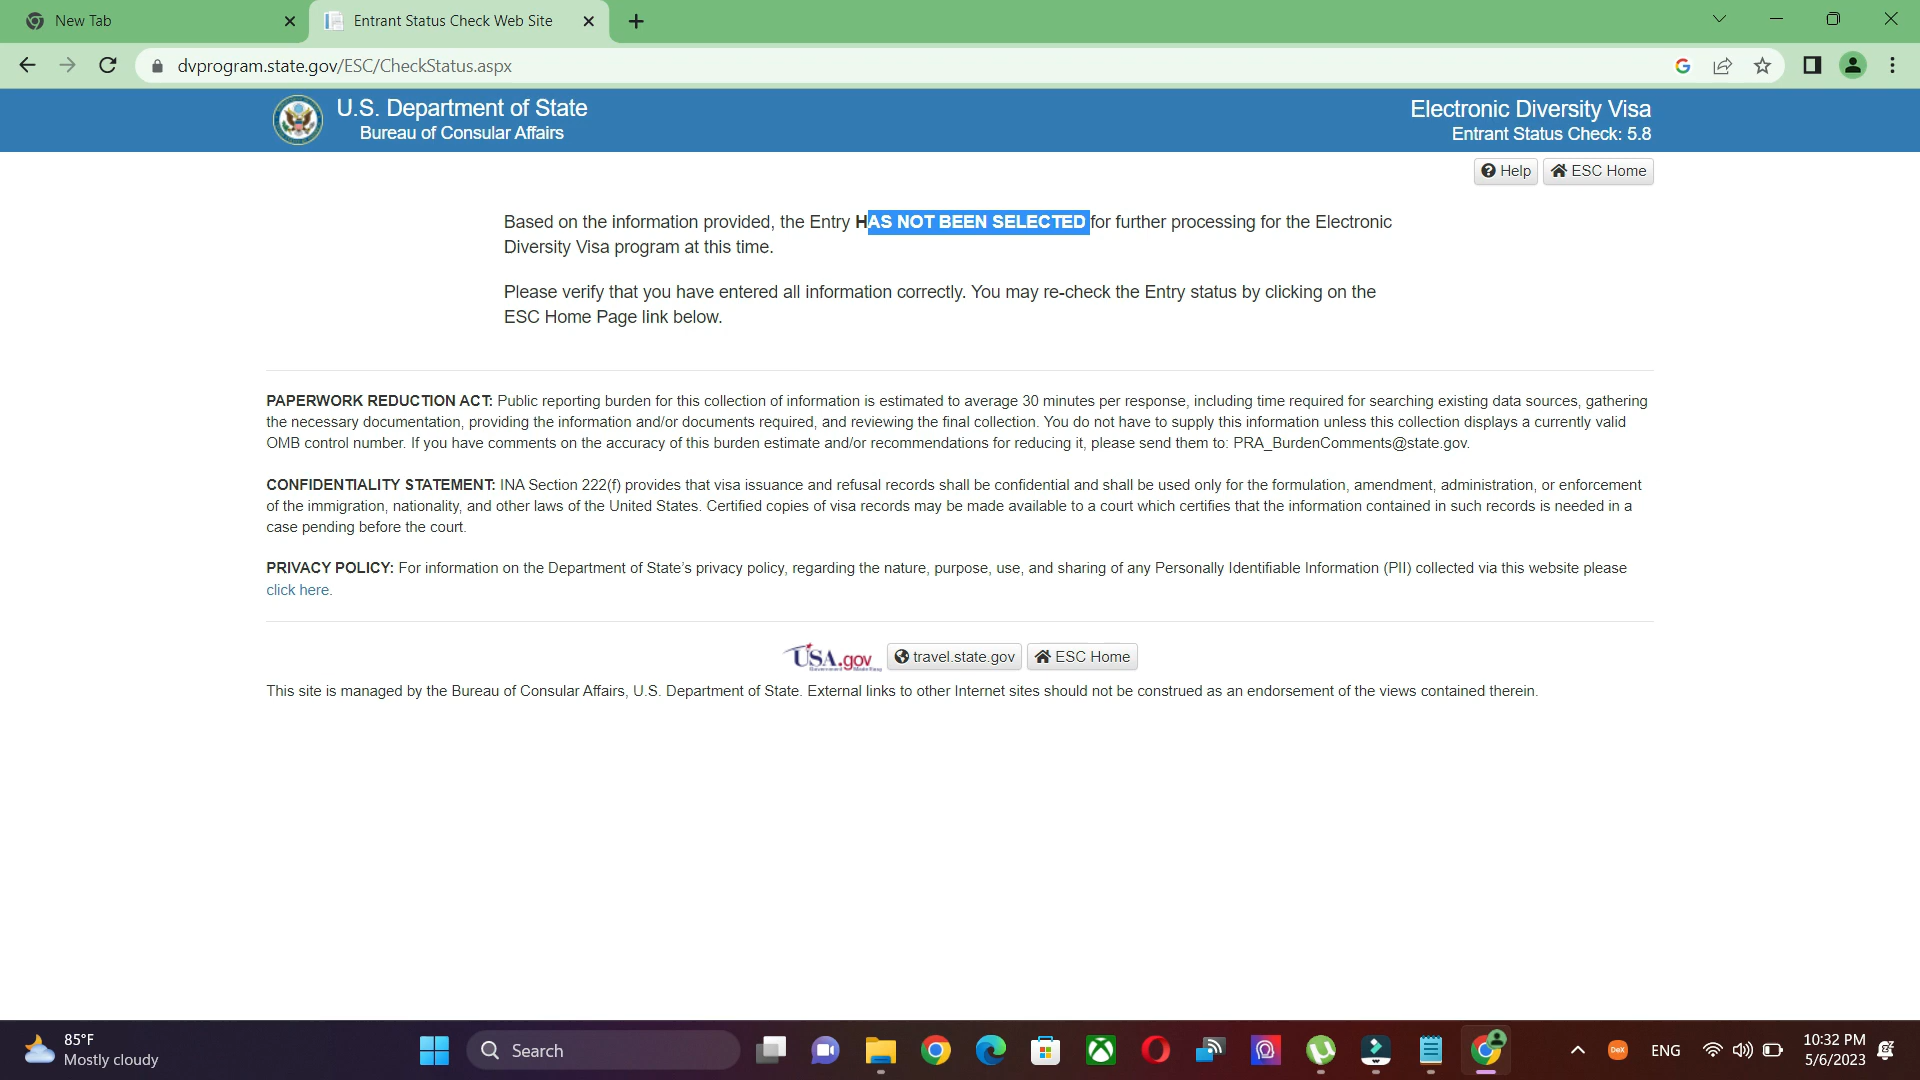 New Tab
Entrant Status Check Web Site
dvprogram.state.gov/ESC/CheckStatus.aspx
U.S. Department of State
Bureau of Consular Affairs
Electronic Diversity Visa
Entrant Status Check: 5.8
Help
ESC Home
Based on the information provided, the Entry HAS NOT BEEN SELECTED for further processing for the Electronic
Diversity Visa program at this time.
Please verify that you have entered all information correctly. You may re-check the Entry status by clicking on the
ESC Home Page link below.
PAPERWORK REDUCTION ACT: Public reporting burden for this collection of information is estimated to average 30 minutes per response, including time required for searching existing data sources, gathering
the necessary documentation, providing the information and/or documents required, and reviewing the final collection. You do not have to supply this information unless this collection displays a currently valid
OMB control number. If you have comments on the accuracy of this burden estimate and/or recommendations for reducing it, please send them to: PRA_BurdenComments@state.gov.
CONFIDENTIALITY STATEMENT: INA Section 222(f) provides that visa issuance and refusal records shall be confidential and shall be used only for the formulation, amendment, administration, or enforcement
of the immigration, nationality, and other laws of the United States. Certified copies of visa records may be made available to a court which certifies that the information contained in such records is needed in a
case pending before the court.
PRIVACY POLICY: For information on the Department of State's privacy policy, regarding the nature, purpose, use, and sharing of any Personally Identifiable Information (PII) collected via this website please
click here.
USA.gov
travel.state.gov
ESC Home
This site is managed by the Bureau of Consular Affairs, U.S. Department of State. External links to other Internet sites should not be construed as an endorsement of the views contained therein.
85°F
Mostly cloudy
Search
DeX
ENG
10:32 PM
5/6/2023